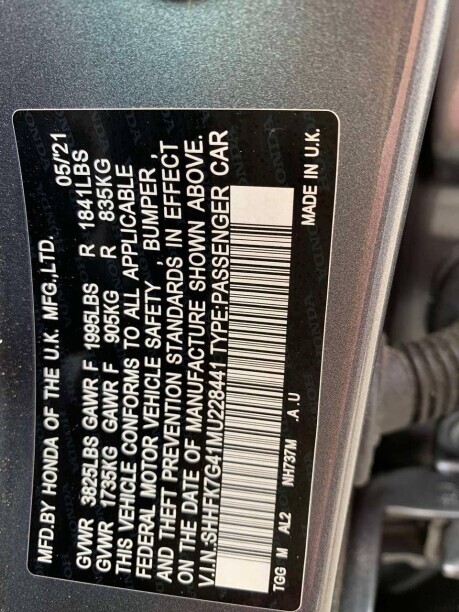 MFD.BY HONDA OF THE U.K. MFG.,LTD. 05/'21
GVWR 3825LBS GAWR F 1995LBS R 1841LBS
GVWR 1735KG GAWR F 905KG R 835KG
THIS VEHICLE CONFORMS TO ALL APPLICABLE
FEDERAL MOTOR VEHICLE SAFETY , BUMPER ,
AND THEFT PREVENTION STANDARDS IN EFFECT
ON THE DATE OF MANUFACTURE SHOWN ABOVE.
V.I.N.:SHHFK7G41MU228441 TYPE:PASSENGER CAR
TGG M AL2 NH737M .A .U MADE IN U.K.